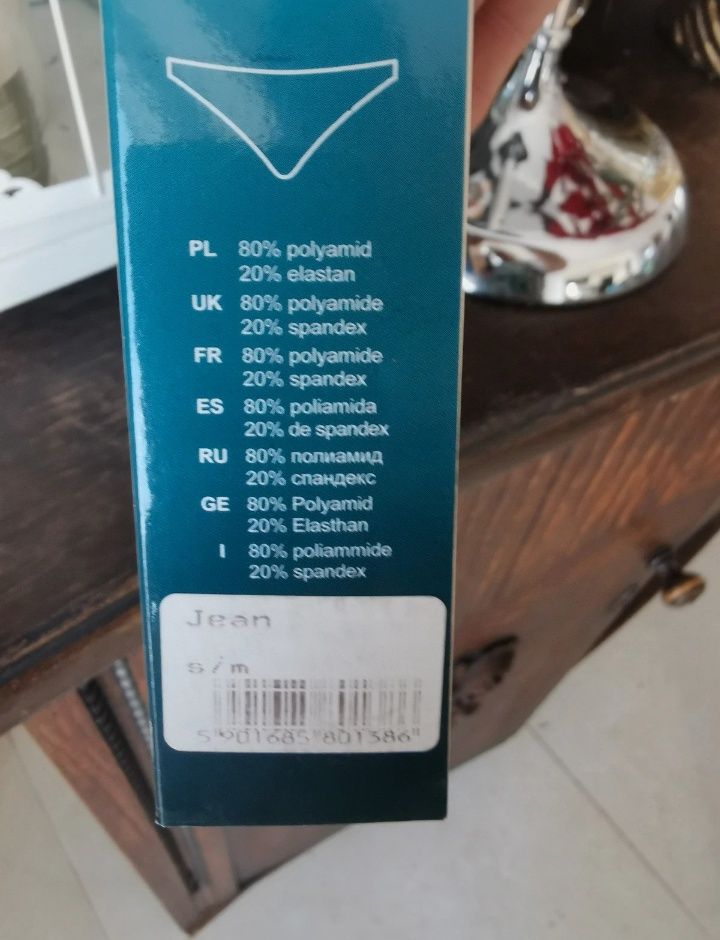 PL 80% polyamid
20% elastan
UK 80% polyamide
20% spandex
FR 80% polyamide
20% spandex
ES 80% poliamida
20% de spandex
RU 80% полиамид
20% спандекс
GE 80% Polyamid
20% Elasthan
I 80% poliammide
20% spandex
Jean
s/m
5 901685 801386